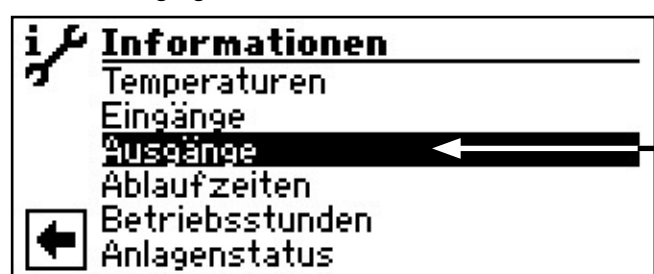 Informationen
Temperaturen
Eingänge
Ausgänge
Ablaufzeiten
Betriebsstunden
Anlagenstatus